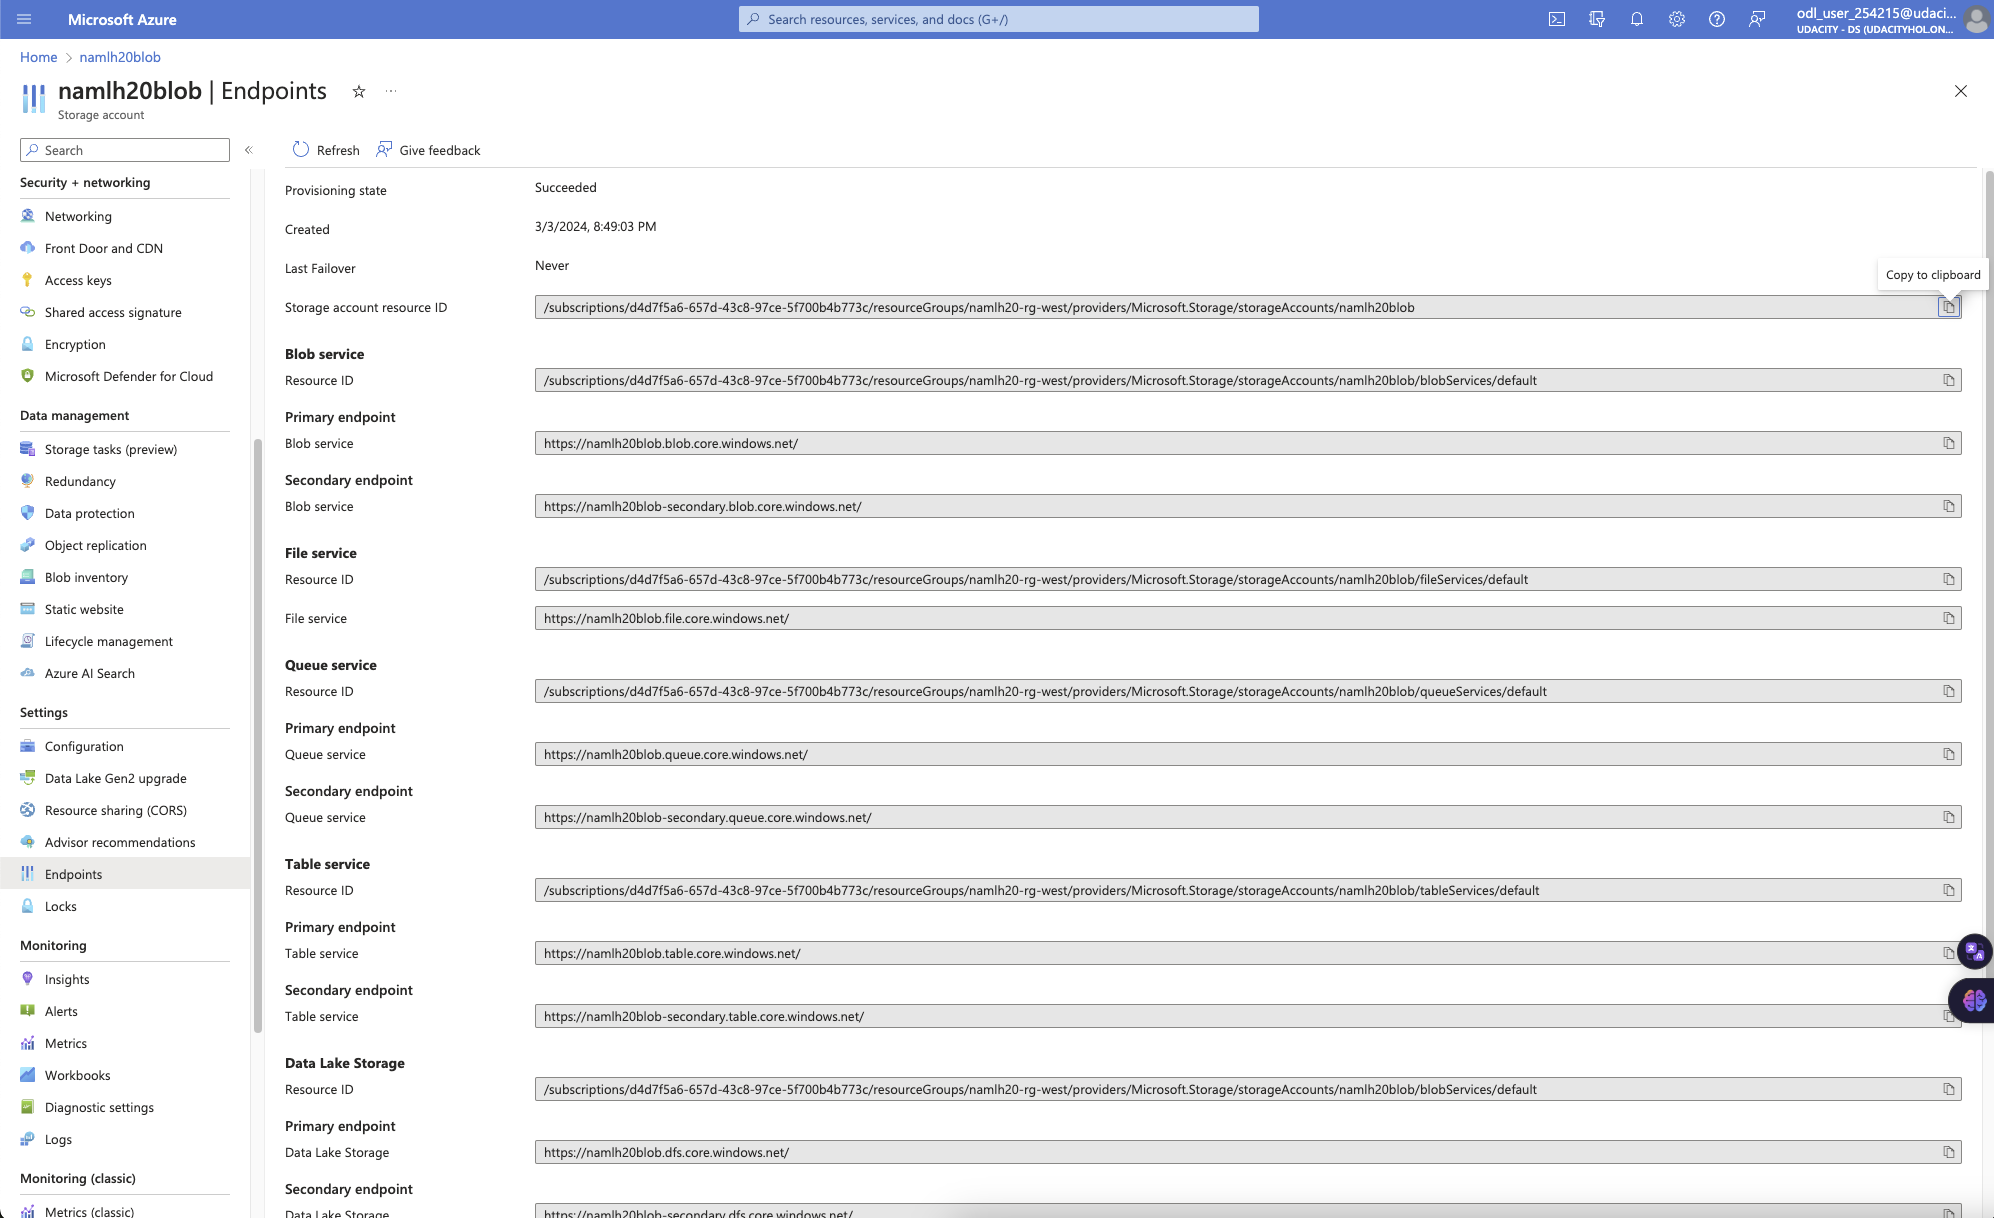 Microsoft Azure
Search resources, services, and docs (G+/)
odl_user_254215@udaci...
UDACITY - DS (UDACITYHOL.ON...
Home > namlh20blob
namlh20blob | Endpoints
Storage account
Search
Refresh
Give feedback
Security + networking
Networking
Front Door and CDN
Access keys
Shared access signature
Encryption
Microsoft Defender for Cloud
Data management
Storage tasks (preview)
Redundancy
Data protection
Object replication
Blob inventory
Static website
Lifecycle management
Azure AI Search
Settings
Configuration
Data Lake Gen2 upgrade
Resource sharing (CORS)
Advisor recommendations
Endpoints
Locks
Monitoring
Insights
Alerts
Metrics
Workbooks
Diagnostic settings
Logs
Monitoring (classic)
Metrics (classic)
Provisioning state Succeeded
Created 3/3/2024, 8:49:03 PM
Last Failover Never
Copy to clipboard
Storage account resource ID /subscriptions/d4d7f5a6-657d-43c8-97ce-5f700b4b773c/resourceGroups/namlh20-rg-west/providers/Microsoft.Storage/storageAccounts/namlh20blob
Blob service
Resource ID /subscriptions/d4d7f5a6-657d-43c8-97ce-5f700b4b773c/resourceGroups/namlh20-rg-west/providers/Microsoft.Storage/storageAccounts/namlh20blob/blobServices/default
Primary endpoint
Blob service https://namlh20blob.blob.core.windows.net/
Secondary endpoint
Blob service https://namlh20blob-secondary.blob.core.windows.net/
File service
Resource ID /subscriptions/d4d7f5a6-657d-43c8-97ce-5f700b4b773c/resourceGroups/namlh20-rg-west/providers/Microsoft.Storage/storageAccounts/namlh20blob/fileServices/default
File service https://namlh20blob.file.core.windows.net/
Queue service
Resource ID /subscriptions/d4d7f5a6-657d-43c8-97ce-5f700b4b773c/resourceGroups/namlh20-rg-west/providers/Microsoft.Storage/storageAccounts/namlh20blob/queueServices/default
Primary endpoint
Queue service https://namlh20blob.queue.core.windows.net/
Secondary endpoint
Queue service https://namlh20blob-secondary.queue.core.windows.net/
Table service
Resource ID /subscriptions/d4d7f5a6-657d-43c8-97ce-5f700b4b773c/resourceGroups/namlh20-rg-west/providers/Microsoft.Storage/storageAccounts/namlh20blob/tableServices/default
Primary endpoint
Table service https://namlh20blob.table.core.windows.net/
Secondary endpoint
Table service https://namlh20blob-secondary.table.core.windows.net/
Data Lake Storage
Resource ID /subscriptions/d4d7f5a6-657d-43c8-97ce-5f700b4b773c/resourceGroups/namlh20-rg-west/providers/Microsoft.Storage/storageAccounts/namlh20blob/blobServices/default
Primary endpoint
Data Lake Storage https://namlh20blob.dfs.core.windows.net/
Secondary endpoint
Data Lake Storage https://namlh20blob-secondary.dfs.core.windows.net/